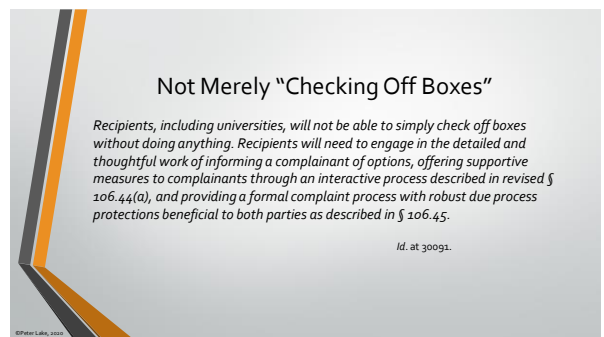 Not Merely “Checking Off Boxes”
Recipients, including universities, will not be able to simply check off boxes
without doing anything. Recipients will need to engage in the detailed and
thoughtful work of informing a complainant of options, offering supportive
measures to complainants through an interactive process described in revised §
106.44(a), and providing a formal complaint process with robust due process
protections beneficial to both parties as described in § 106.45.
Id. at 30091.
©Peter Lake, 2020